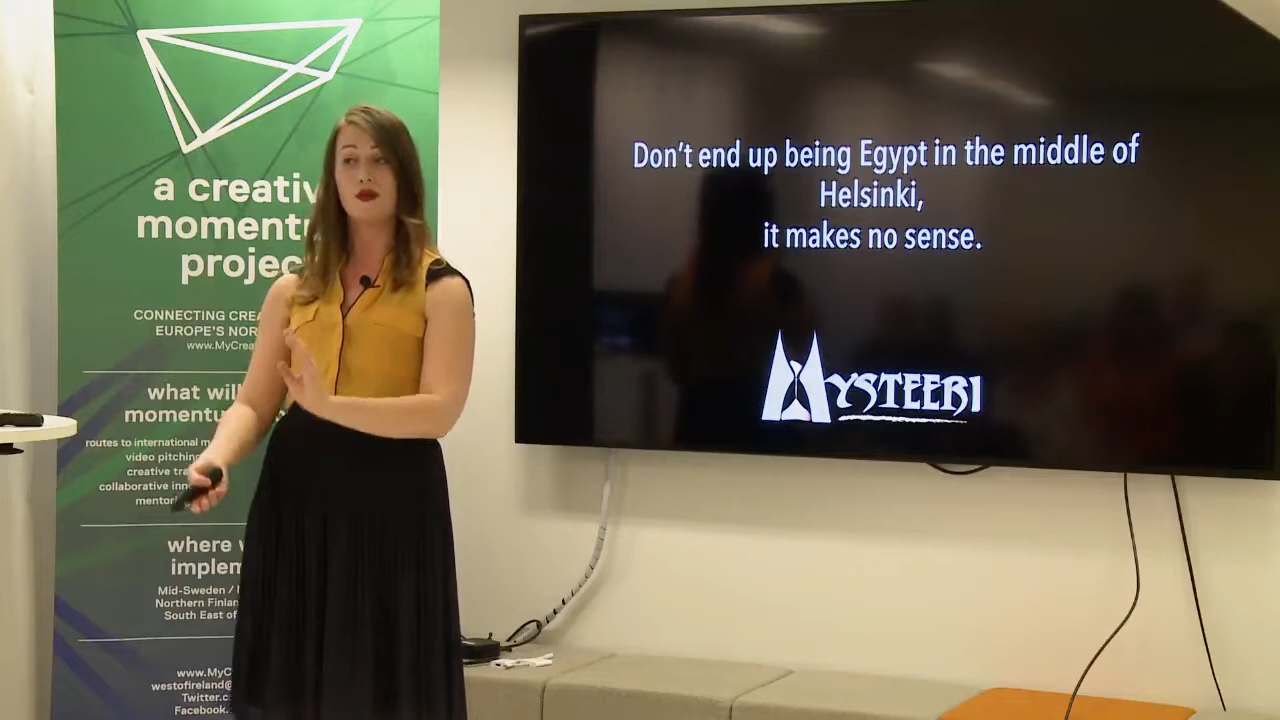 a creativ
momentu
projec
CONNECTING CREA
EUROPE'S NOR
www.MyCrea
what will
momentu
routes to international m
video pitching
creative tra
collaborative inno
mentor
where w
implem
Mid-Sweden /
Northern Finlan
South East of
www.MyC
westofireland@
Twitter.c
Facebook.
Don't end up being Egypt in the middle of
Helsinki,
it makes no sense.
MYSTEERI